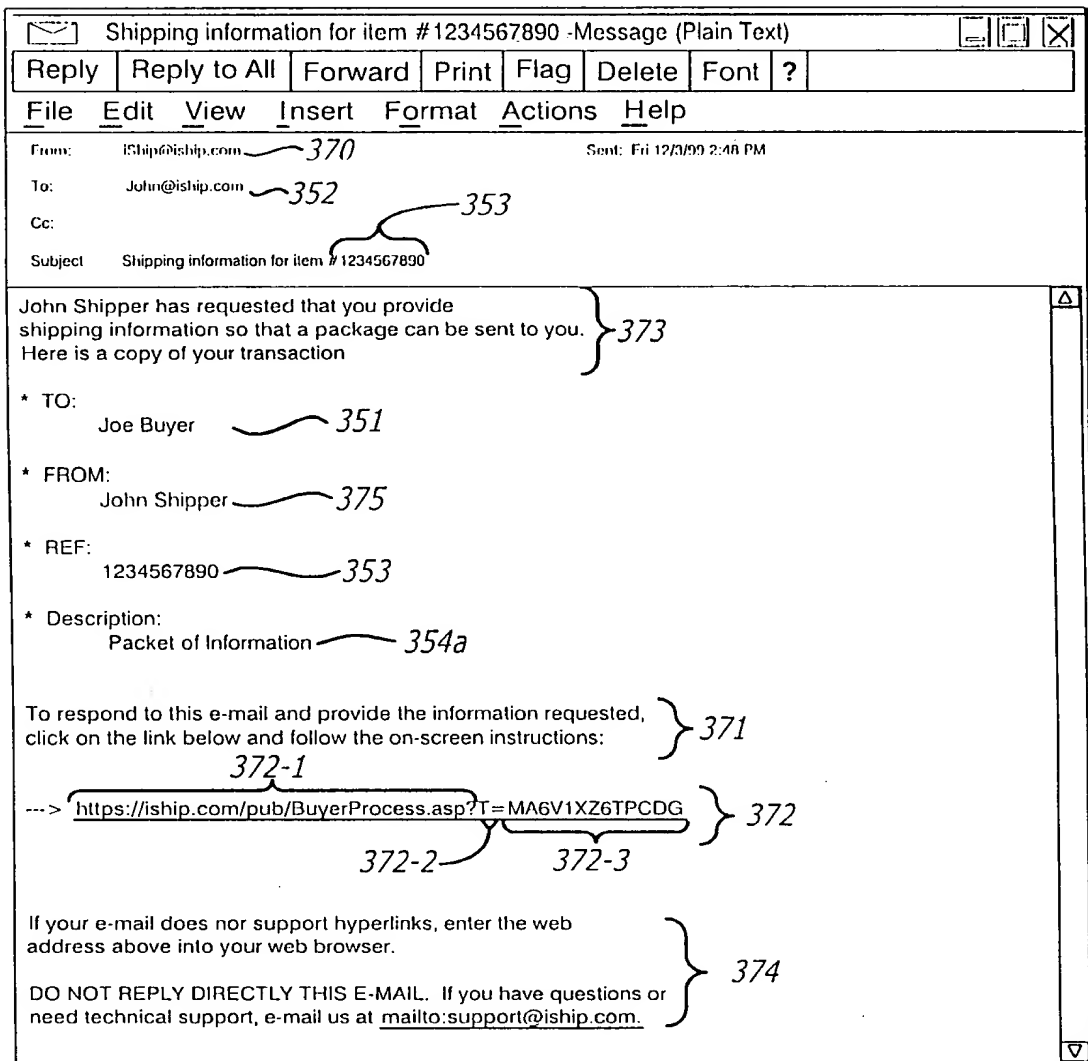 Shipping information for item #1234567890 -Message (Plain Text)
Reply Reply to All Forward Print Flag Delete Font ?
File Edit View Insert Format Actions Help
From: iShip@iship.com 370 Sent: Fri 12/3/99 2:48 PM
To: John@iship.com 352
353
Cc:
Subject Shipping information for item #1234567890
John Shipper has requested that you provide
shipping information so that a package can be sent to you.
Here is a copy of your transaction
373
* TO:
Joe Buyer 351
* FROM:
John Shipper 375
* REF:
1234567890 353
* Description:
Packet of Information 354a
To respond to this e-mail and provide the information requested,
click on the link below and follow the on-screen instructions:
371
372-1
---> https://iship.com/pub/BuyerProcess.asp?T=MA6V1XZ6TPCDG 372
372-2 372-3
If your e-mail does nor support hyperlinks, enter the web
address above into your web browser.
374
DO NOT REPLY DIRECTLY THIS E-MAIL. If you have questions or
need technical support, e-mail us at mailto:support@iship.com.